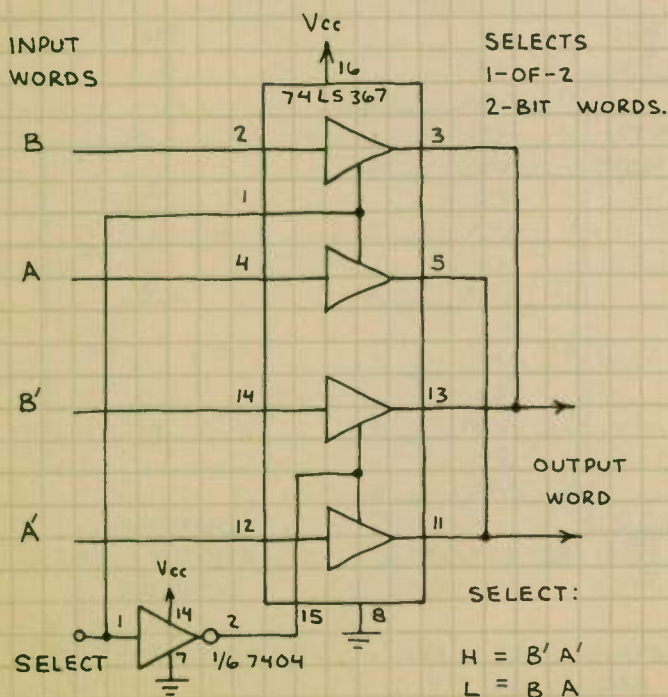 Vcc
16
INPUT
WORDS
SELECTS
1-OF-2
2-BIT WORDS.
74LS367
B
2
3
1
A
4
5
B'
14
13
OUTPUT
WORD
A'
12
11
Vcc
14
1
2
7
15
8
SELECT
1/6 7404
SELECT:
H = B' A'
L = B A